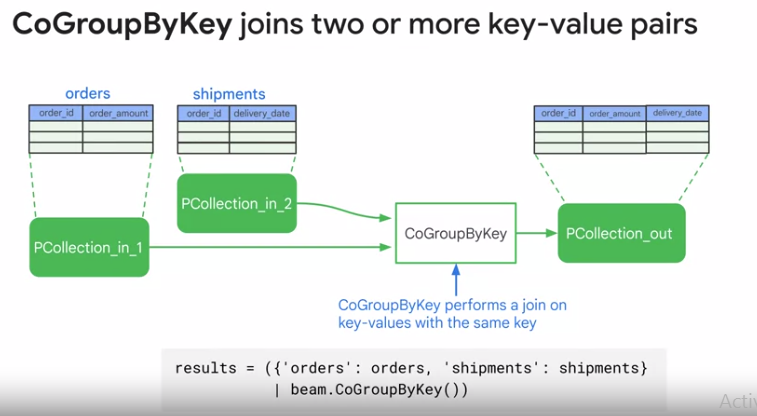 CoGroupByKey joins two or more key-value pairs
orders
order_id order_amount
shipments
order_id delivery_date
order_id order_amount delivery_date
PCollection_in_2
PCollection_in_1
CoGroupByKey
PCollection_out
CoGroupByKey performs a join on
key-values with the same key
results = ({'orders': orders, 'shipments': shipments}
| beam.CoGroupByKey())